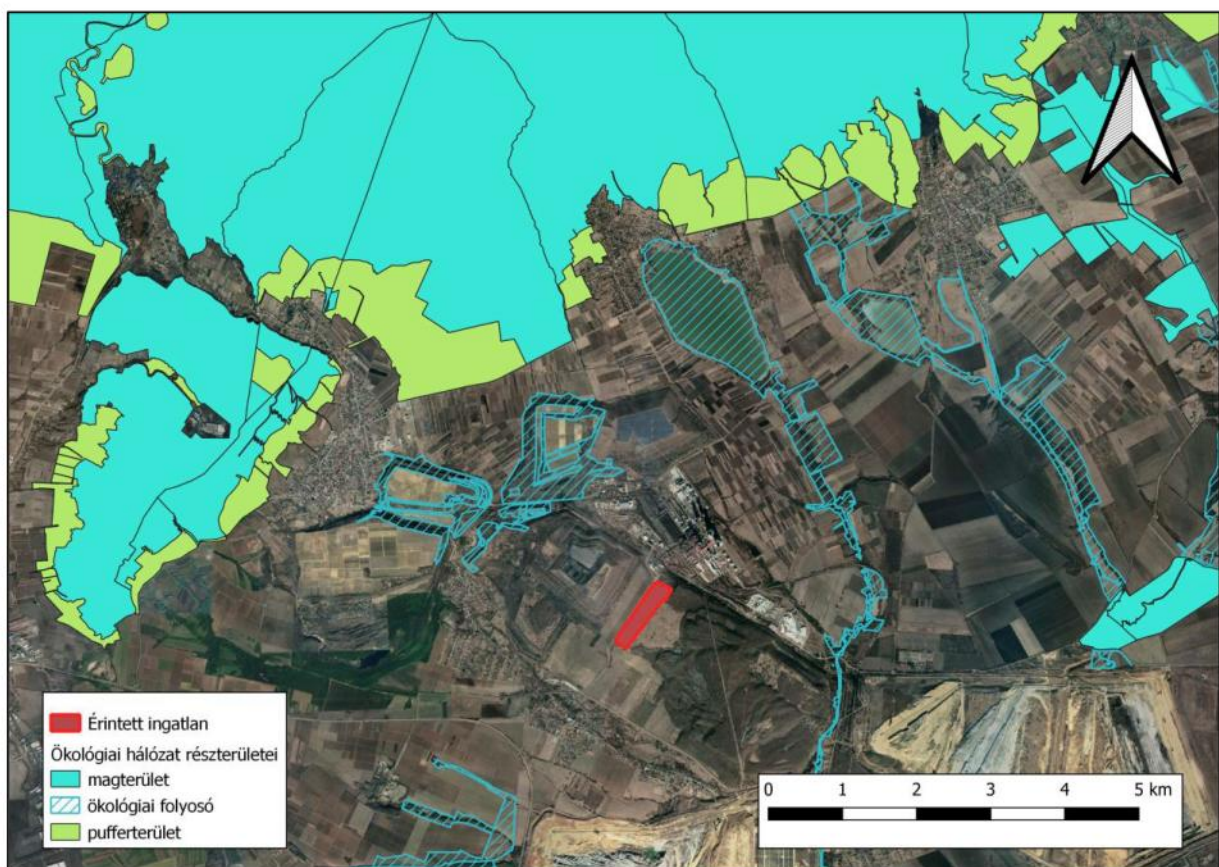 Érintett ingatlan
Ökológiai hálózat részterületei
magterület
ökológiai folyosó
pufferterület
0 1 2 3 4 5 km